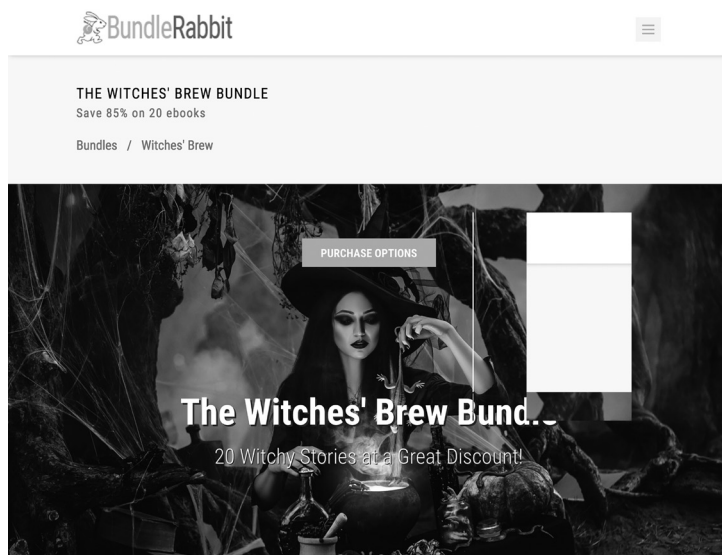 BundleRabbit
THE WITCHES' BREW BUNDLE
Save 85% on 20 ebooks
Bundles / Witches' Brew
PURCHASE OPTIONS
The Witches' Brew
20 Witchy Stories at a Great Discount!